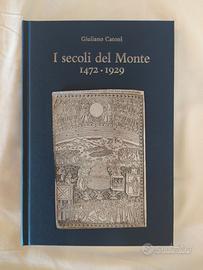 Giuliano Catoni
I secoli del Monte
1472 · 1929